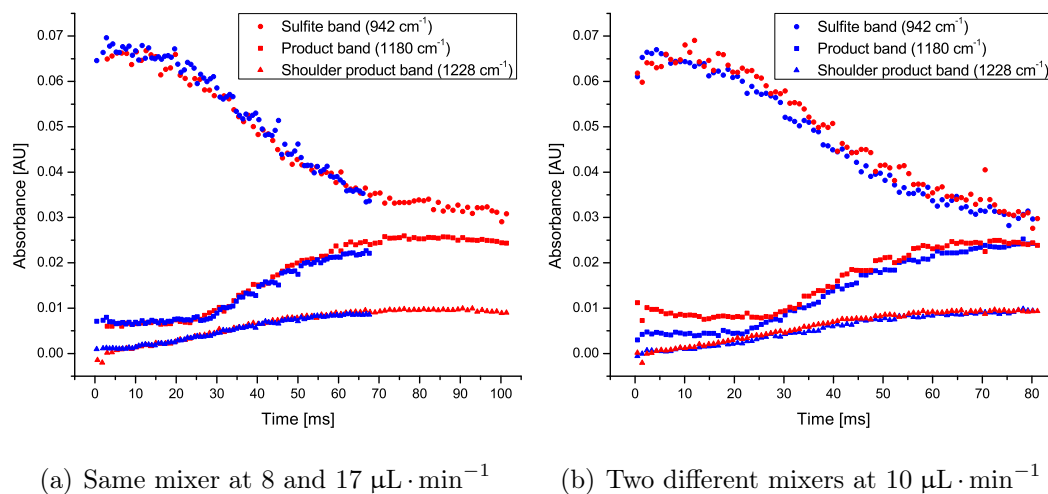 Sulfite band (942 cm⁻¹)
Product band (1180 cm⁻¹)
Shoulder product band (1228 cm⁻¹)
0.07
0.06
0.05
0.04
0.03
0.02
0.01
0.00
Absorbance [AU]
0 10 20 30 40 50 60 70 80 90 100
Time [ms]
(a) Same mixer at 8 and 17 μL · min⁻¹
Sulfite band (942 cm⁻¹)
Product band (1180 cm⁻¹)
Shoulder product band (1228 cm⁻¹)
0.07
0.06
0.05
0.04
0.03
0.02
0.01
0.00
Absorbance [AU]
0 10 20 30 40 50 60 70 80
Time [ms]
(b) Two different mixers at 10 μL · min⁻¹